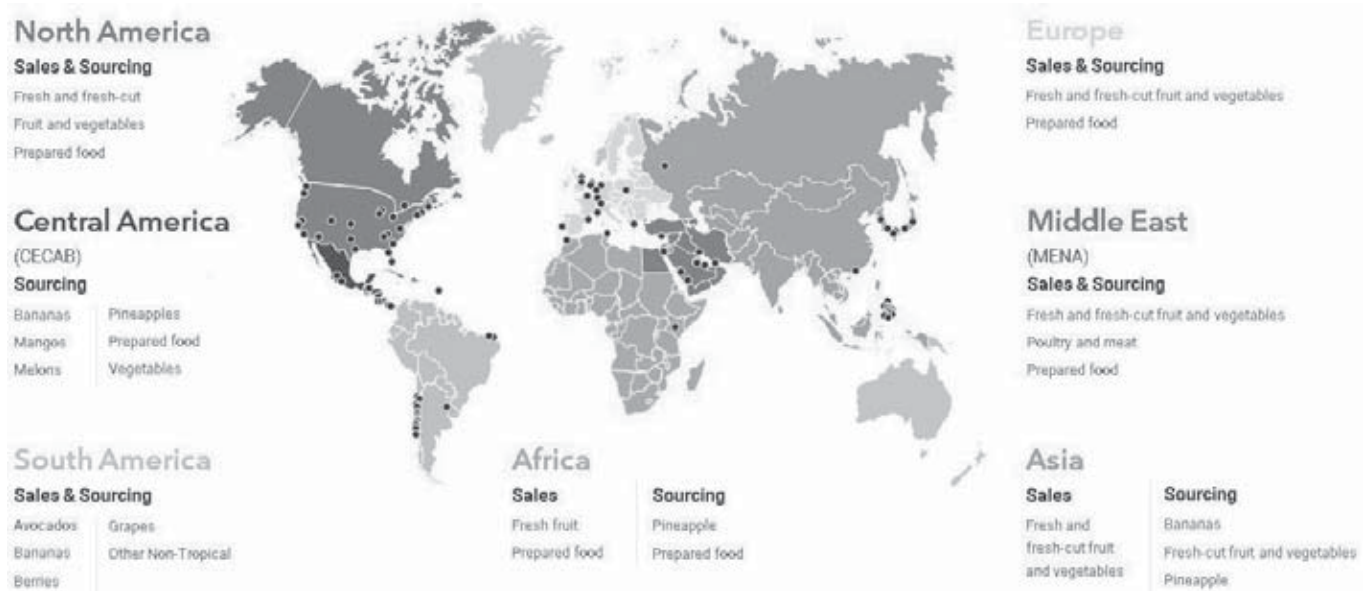 North America
Sales & Sourcing
Fresh and fresh-cut
Fruit and vegetables
Prepared food
Central America
(CECAB)
Sourcing
Bananas
Mangos
Melons
Pineapples
Prepared food
Vegetables
South America
Sales & Sourcing
Avocados
Bananas
Berries
Grapes
Other Non-Tropical
Africa
Sales
Fresh fruit
Prepared food
Sourcing
Pineapple
Prepared food
Europe
Sales & Sourcing
Fresh and fresh-cut fruit and vegetables
Prepared food
Middle East
(MENA)
Sales & Sourcing
Fresh and fresh-cut fruit and vegetables
Poultry and meat
Prepared food
Asia
Sales
Fresh and
fresh-cut fruit
and vegetables
Sourcing
Bananas
Fresh-cut fruit and vegetables
Pineapple